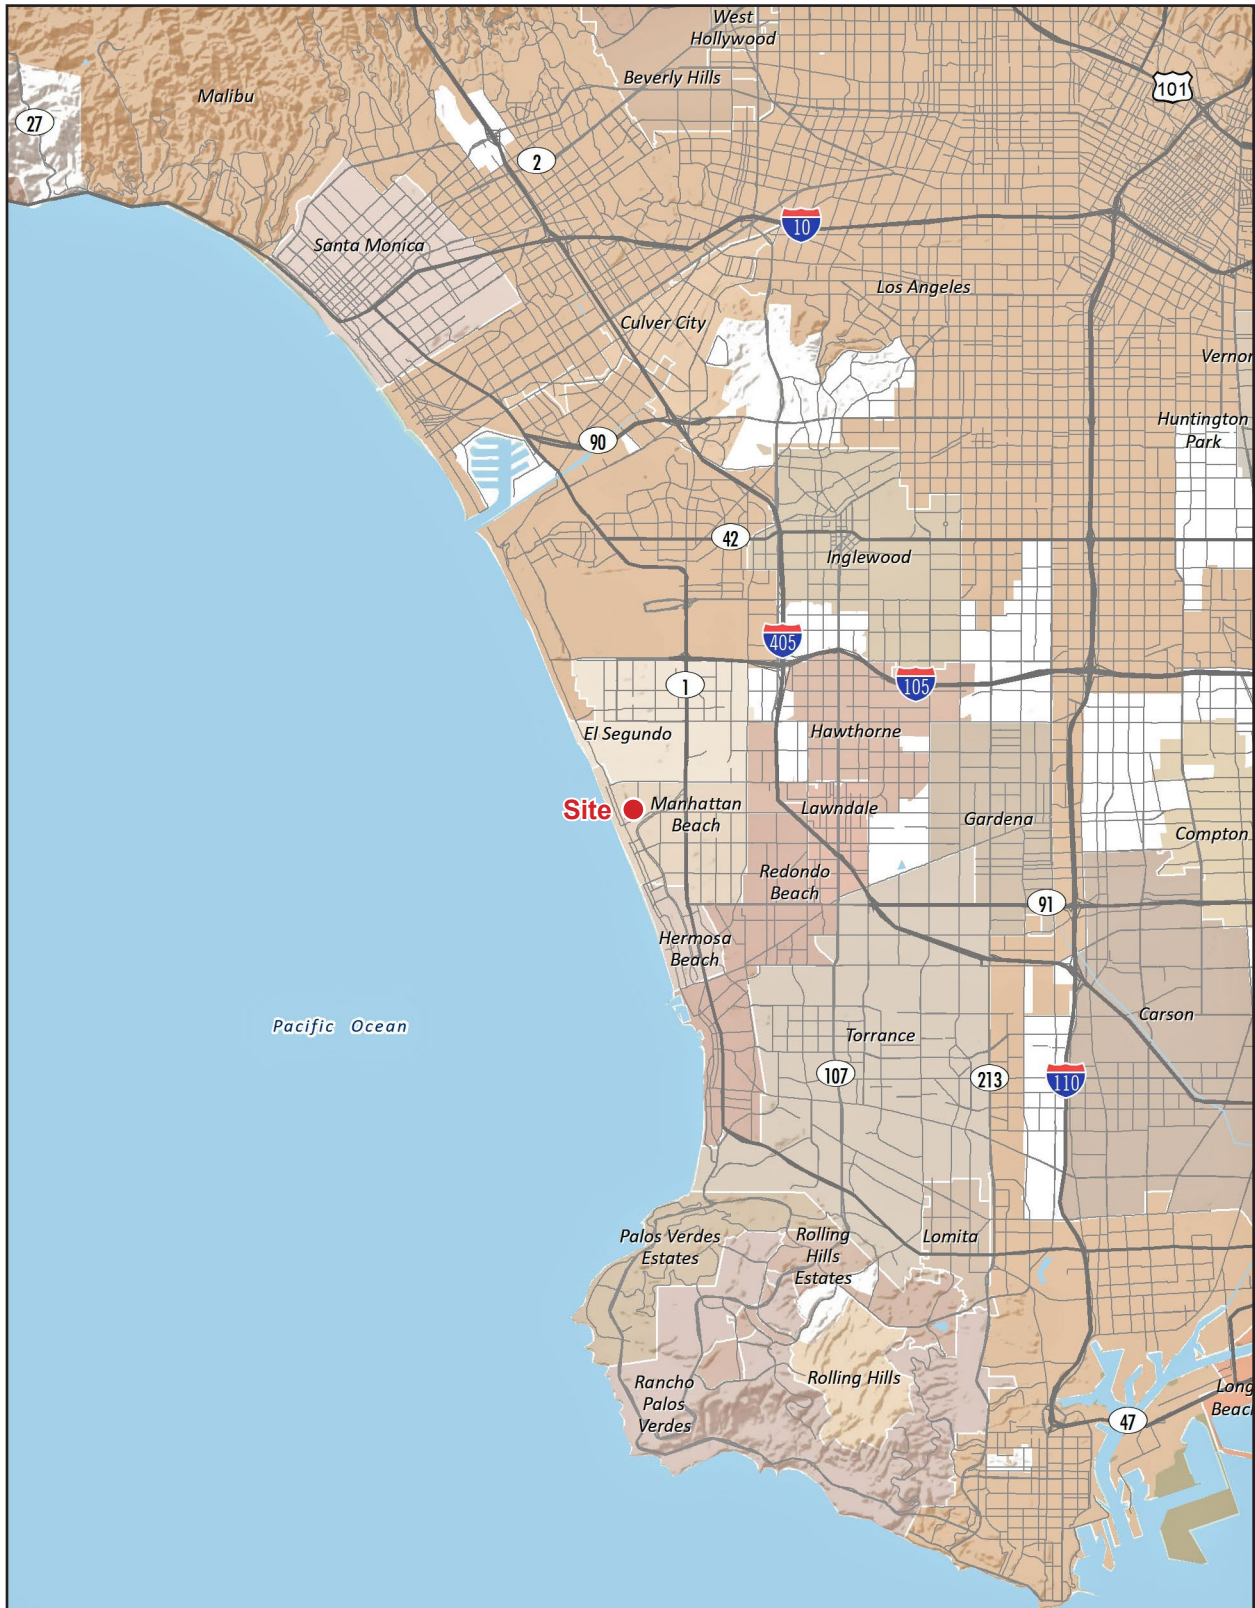 West
Hollywood
101
Beverly Hills
Malibu
27
2
10
Santa Monica
Los Angeles
Culver City
Vernon
Huntington
Park
90
42
Inglewood
405
1
105
El Segundo
Hawthorne
Site
Manhattan
Beach
Lawndale
Gardena
Compton
Redondo
Beach
91
Hermosa
Beach
Pacific Ocean
Carson
Torrance
107
213
110
Palos Verdes
Estates
Rolling
Hills
Estates
Lomita
Rancho
Palos
Verdes
Rolling Hills
Long
Beach
47